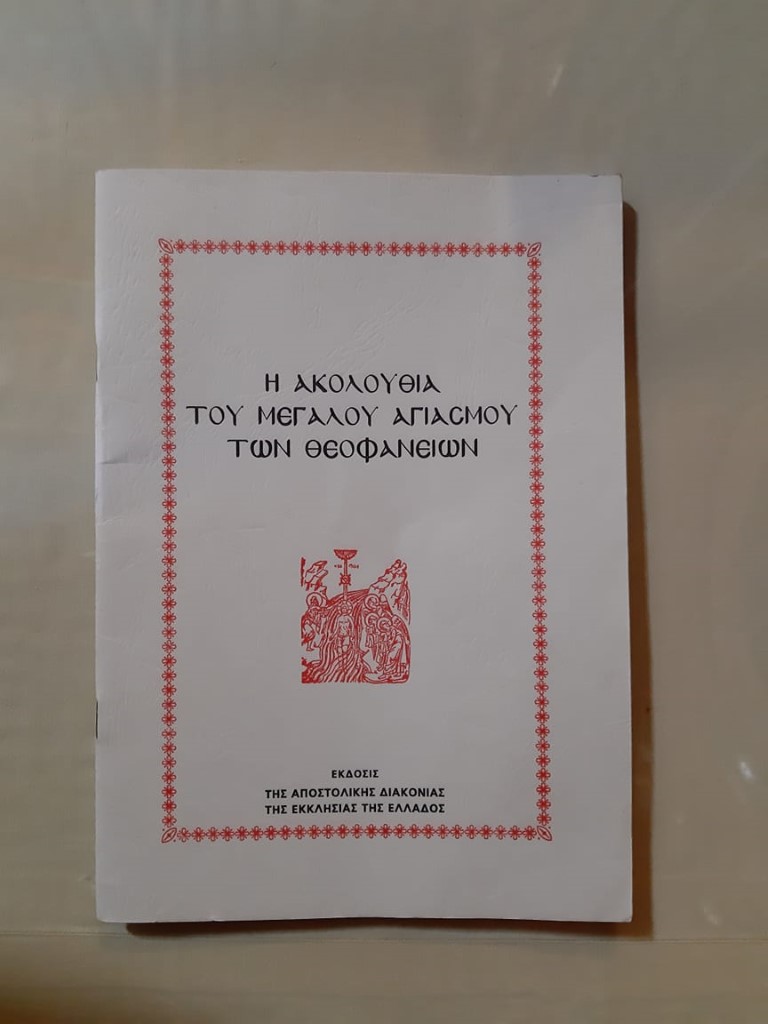 Η ΑΚΟΛΟΥΘΙΑ
ΤΟΥ ΜΕΓΑΛΟΥ ΑΓΙΑϹΜΟΥ
ΤωΝ ΘΕΟΦΑΝΕΙωΝ
ΕΚΔΟΣΙΣ
ΤΗΣ ΑΠΟΣΤΟΛΙΚΗΣ ΔΙΑΚΟΝΙΑΣ
ΤΗΣ ΕΚΚΛΗΣΙΑΣ ΤΗΣ ΕΛΛΑΔΟΣ